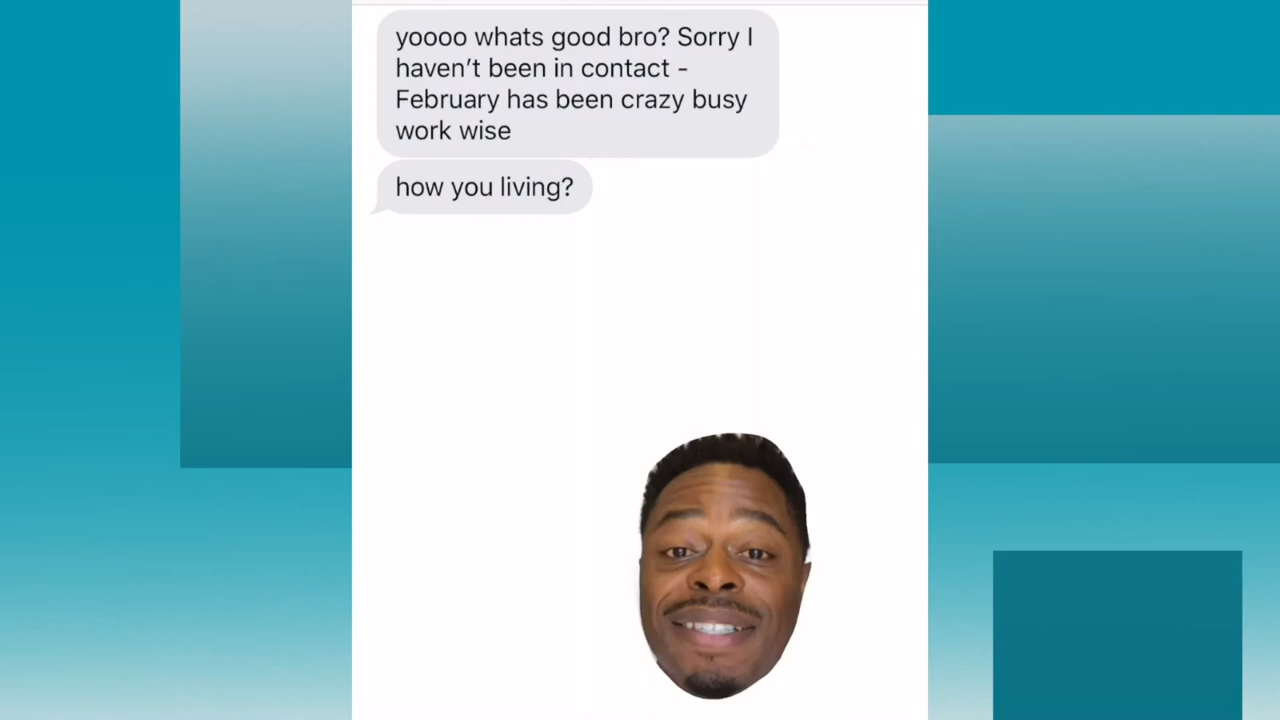 yoooo whats good bro? Sorry I
haven’t been in contact -
February has been crazy busy
work wise
how you living?